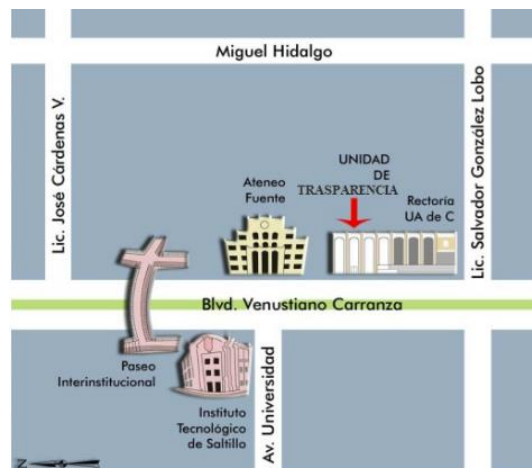 Miguel Hidalgo
Lic. José Cárdenas V.
Lic. Salvador González Lobo
UNIDAD
DE
TRASPARENCIA
Ateneo
Fuente
Rectoría
UA de C
Blvd. Venustiano Carranza
Paseo
Interinstitucional
Instituto
Tecnológico
de Saltillo
Av. Universidad
N